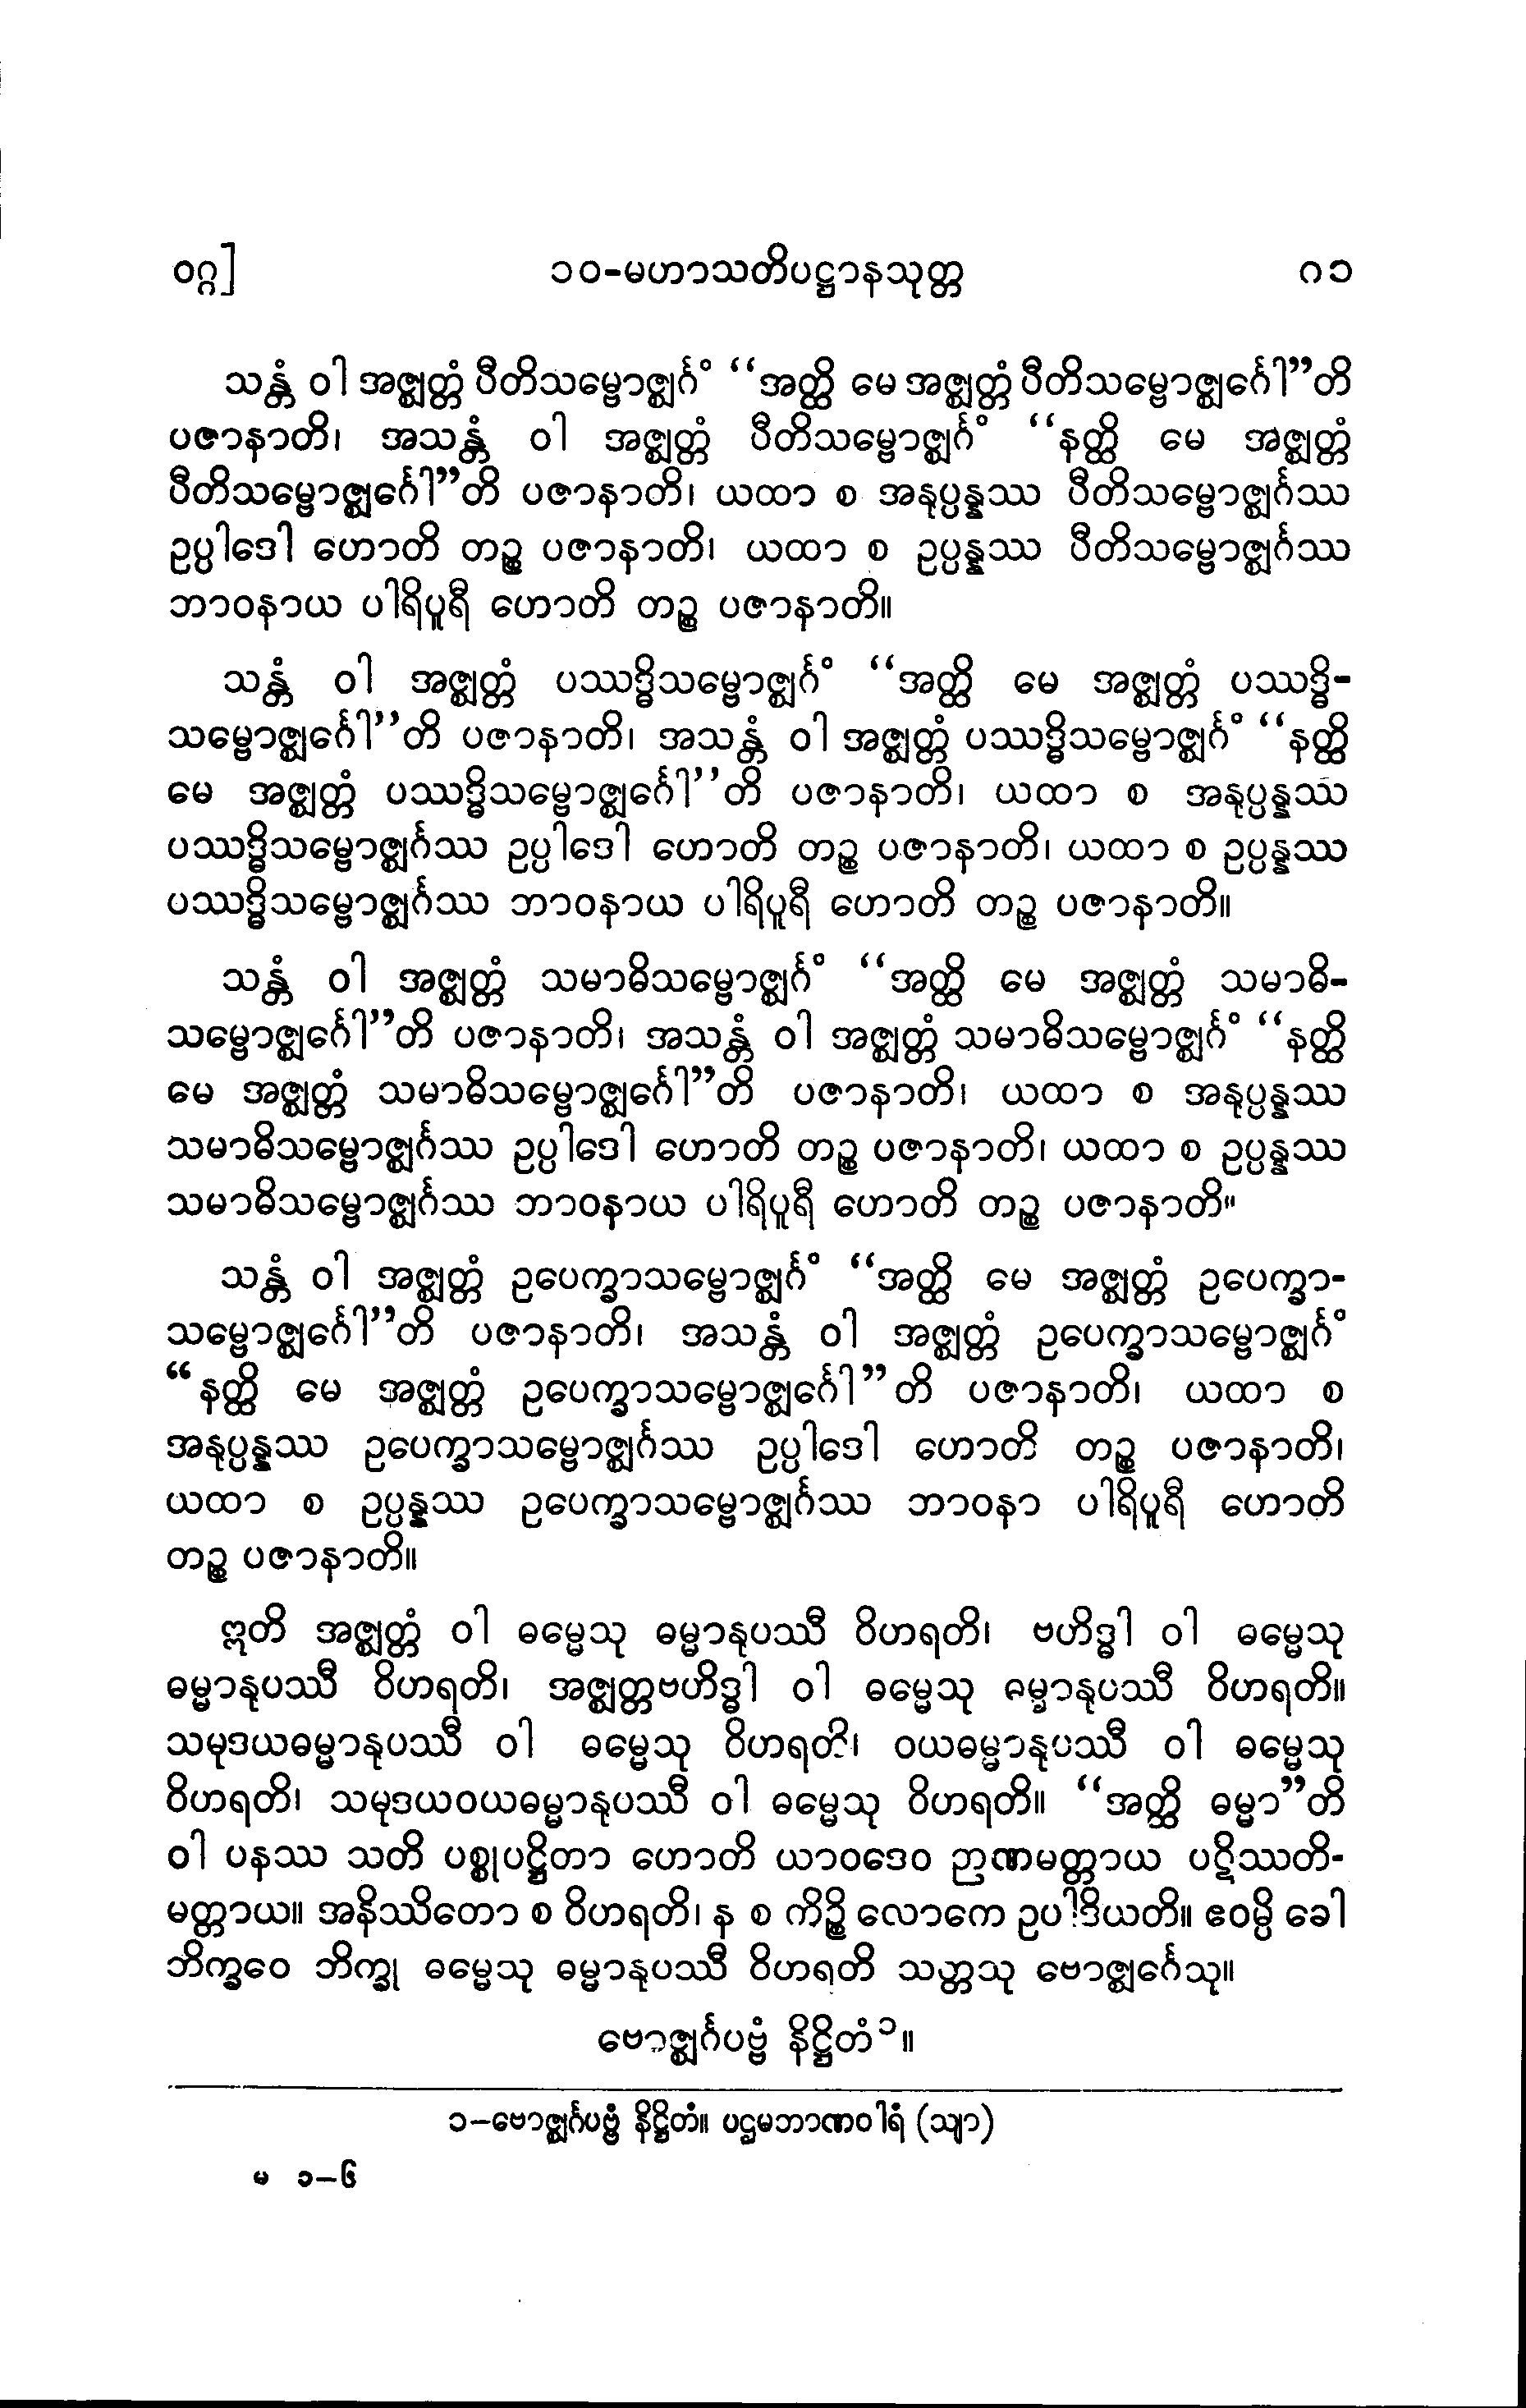 ဝဂ္ဂ]	၁၀-မဟာသတိပဋ္ဌာနသုတ္တ	ဂ၁
သန္တံ ဝါ အဇ္ဈတ္တံ ပီတိသမ္ဗောဇ္ဈင်္ဂံ “အတ္ထိ မေ အဇ္ဈတ္တံ ပီတိသမ္ဗောဇ္ဈင်္ဂေါ”တိ
ပဇာနာတိ၊ အသန္တံ ဝါ အဇ္ဈတ္တံ ပီတိသမ္ဗောဇ္ဈင်္ဂံ “နတ္ထိ မေ အဇ္ဈတ္တံ
ပီတိသမ္ဗောဇ္ဈင်္ဂေါ”တိ ပဇာနာတိ၊ ယထာ စ အနုပ္ပန္နဿ ပီတိသမ္ဗောဇ္ဈင်္ဂဿ
ဥပ္ပါဒေါ ဟောတိ တဉ္စ ပဇာနာတိ၊ ယထာ စ ဥပ္ပန္နဿ ပီတိသမ္ဗောဇ္ဈင်္ဂဿ
ဘာဝနာယ ပါရိပူရီ ဟောတိ တဉ္စ ပဇာနာတိ။
သန္တံ ဝါ အဇ္ဈတ္တံ ပဿဒ္ဓိသမ္ဗောဇ္ဈင်္ဂံ “အတ္ထိ မေ အဇ္ဈတ္တံ ပဿဒ္ဓိ-
သမ္ဗောဇ္ဈင်္ဂေါ”တိ ပဇာနာတိ၊ အသန္တံ ဝါ အဇ္ဈတ္တံ ပဿဒ္ဓိသမ္ဗောဇ္ဈင်္ဂံ “နတ္ထိ
မေ အဇ္ဈတ္တံ ပဿဒ္ဓိသမ္ဗောဇ္ဈင်္ဂေါ”တိ ပဇာနာတိ၊ ယထာ စ အနုပ္ပန္နဿ
ပဿဒ္ဓိသမ္ဗောဇ္ဈင်္ဂဿ ဥပ္ပါဒေါ ဟောတိ တဉ္စ ပဇာနာတိ၊ ယထာ စ ဥပ္ပန္နဿ
ပဿဒ္ဓိသမ္ဗောဇ္ဈင်္ဂဿ ဘာဝနာယ ပါရိပူရီ ဟောတိ တဉ္စ ပဇာနာတိ။
သန္တံ ဝါ အဇ္ဈတ္တံ သမာဓိသမ္ဗောဇ္ဈင်္ဂံ “အတ္ထိ မေ အဇ္ဈတ္တံ သမာဓိ-
သမ္ဗောဇ္ဈင်္ဂေါ”တိ ပဇာနာတိ၊ အသန္တံ ဝါ အဇ္ဈတ္တံ သမာဓိသမ္ဗောဇ္ဈင်္ဂံ “နတ္ထိ
မေ အဇ္ဈတ္တံ သမာဓိသမ္ဗောဇ္ဈင်္ဂေါ”တိ ပဇာနာတိ၊ ယထာ စ အနုပ္ပန္နဿ
သမာဓိသမ္ဗောဇ္ဈင်္ဂဿ ဥပ္ပါဒေါ ဟောတိ တဉ္စ ပဇာနာတိ၊ ယထာ စ ဥပ္ပန္နဿ
သမာဓိသမ္ဗောဇ္ဈင်္ဂဿ ဘာဝနာယ ပါရိပူရီ ဟောတိ တဉ္စ ပဇာနာတိ။
သန္တံ ဝါ အဇ္ဈတ္တံ ဥပေက္ခာသမ္ဗောဇ္ဈင်္ဂံ “အတ္ထိ မေ အဇ္ဈတ္တံ ဥပေက္ခာ-
သမ္ဗောဇ္ဈင်္ဂေါ”တိ ပဇာနာတိ၊ အသန္တံ ဝါ အဇ္ဈတ္တံ ဥပေက္ခာသမ္ဗောဇ္ဈင်္ဂံ
“နတ္ထိ မေ အဇ္ဈတ္တံ ဥပေက္ခာသမ္ဗောဇ္ဈင်္ဂေါ”တိ ပဇာနာတိ၊ ယထာ စ
အနုပ္ပန္နဿ ဥပေက္ခာသမ္ဗောဇ္ဈင်္ဂဿ ဥပ္ပါဒေါ ဟောတိ တဉ္စ ပဇာနာတိ၊
ယထာ စ ဥပ္ပန္နဿ ဥပေက္ခာသမ္ဗောဇ္ဈင်္ဂဿ ဘာဝနာ ပါရိပူရီ ဟောတိ
တဉ္စ ပဇာနာတိ။
ဣတိ အဇ္ဈတ္တံ ဝါ ဓမ္မေသု ဓမ္မာနုပဿီ ဝိဟရတိ၊ ဗဟိဒ္ဓါ ဝါ ဓမ္မေသု
ဓမ္မာနုပဿီ ဝိဟရတိ၊ အဇ္ဈတ္တဗဟိဒ္ဓါ ဝါ ဓမ္မေသု ဓမ္မာနုပဿီ ဝိဟရတိ။
သမုဒယဓမ္မာနုပဿီ ဝါ ဓမ္မေသု ဝိဟရတိ၊ ဝယဓမ္မာနုပဿီ ဝါ ဓမ္မေသု
ဝိဟရတိ၊ သမုဒယဝယဓမ္မာနုပဿီ ဝါ ဓမ္မေသု ဝိဟရတိ။ “အတ္ထိ ဓမ္မာ”တိ
ဝါ ပနဿ သတိ ပစ္စုပဋ္ဌိတာ ဟောတိ ယာဝဒေဝ ဉာဏမတ္တာယ ပဋိဿတိ-
မတ္တာယ။ အနိဿိတော စ ဝိဟရတိ၊ န စ ကိဉ္စိ လောကေ ဥပါဒိယတိ။ ဧဝမ္ပိ ခေါ
ဘိက္ခဝေ ဘိက္ခု ဓမ္မေသု ဓမ္မာနုပဿီ ဝိဟရတိ သတ္တသု ဗောဇ္ဈင်္ဂေသု။
ဗောဇ္ဈင်္ဂပဗ္ဗံ နိဋ္ဌိတံ၁။
၁-ဗောဇ္ဈင်္ဂပဗ္ဗံ နိဋ္ဌိတံ။ ပဌမဘာဏဝါရံ (သျာ)
မ ၁-၆